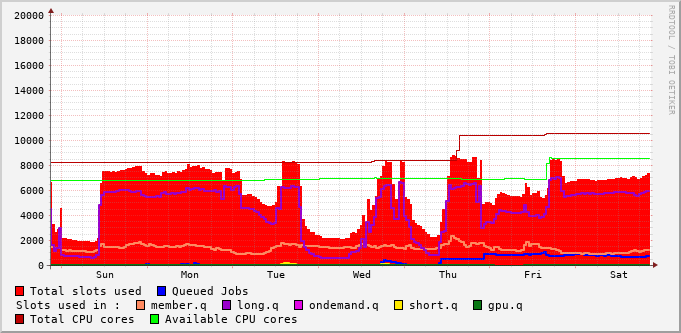 RRDTOOL / TOBI OETIKER
20000
18000
16000
14000
12000
10000
8000
6000
4000
2000
0
Sun Mon Tue Wed Thu Fri Sat
Total slots used Queued Jobs
Slots used in : member.q long.q ondemand.q short.q gpu.q
Total CPU cores Available CPU cores